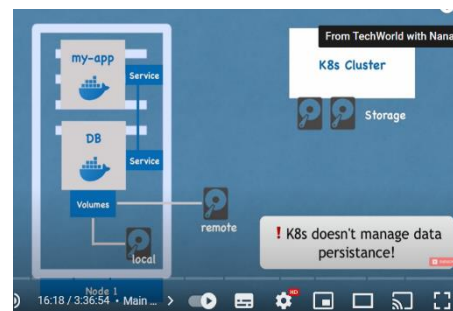 From TechWorld with Nana
my-app
Service
K8s Cluster
Storage
DB
Service
Volumes
remote
local
! K8s doesn't manage data
persistance!
Node 1
16:18 / 3:36:54 • Main ... >
HD